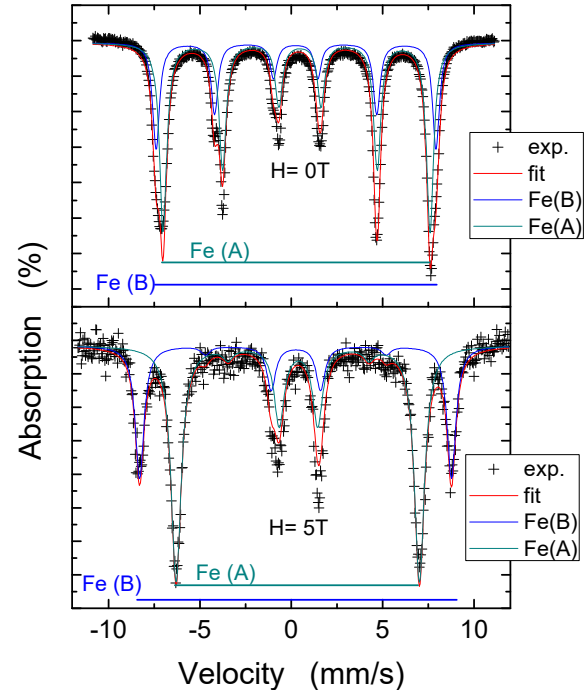 H= 0T
exp.
fit
Fe(B)
Fe(A)
Fe (A)
Fe (B)
Absorption (%)
exp.
fit
Fe(B)
Fe(A)
H= 5T
Fe (A)
Fe (B)
-10 -5 0 5 10
Velocity (mm/s)